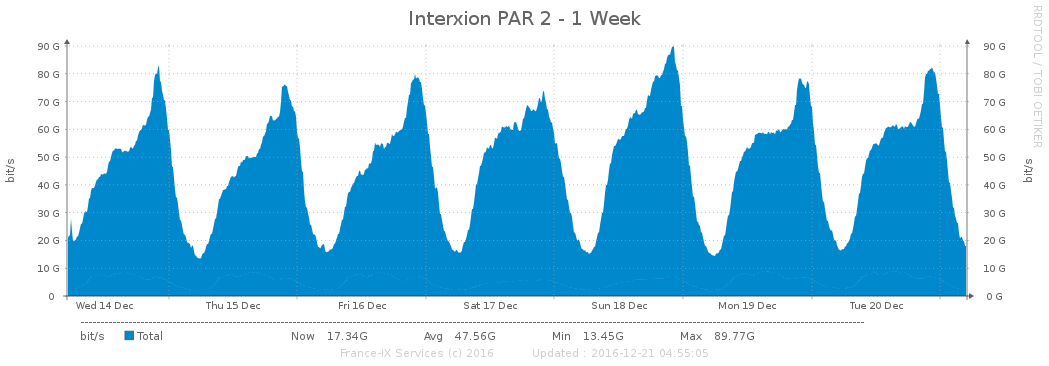 Interxion PAR 2 - 1 Week
RRDTOOL / TOBI OETIKER
90 G 90 G
80 G 80 G
70 G 70 G
60 G 60 G
50 G 50 G
40 G 40 G
30 G 30 G
20 G 20 G
10 G 10 G
0 0 G
bit/s
bit/s
Wed 14 Dec Thu 15 Dec Fri 16 Dec Sat 17 Dec Sun 18 Dec Mon 19 Dec Tue 20 Dec
bit/s Total Now 17.34G Avg 47.56G Min 13.45G Max 89.77G
France-IX Services (c) 2016 Updated : 2016-12-21 04:55:05